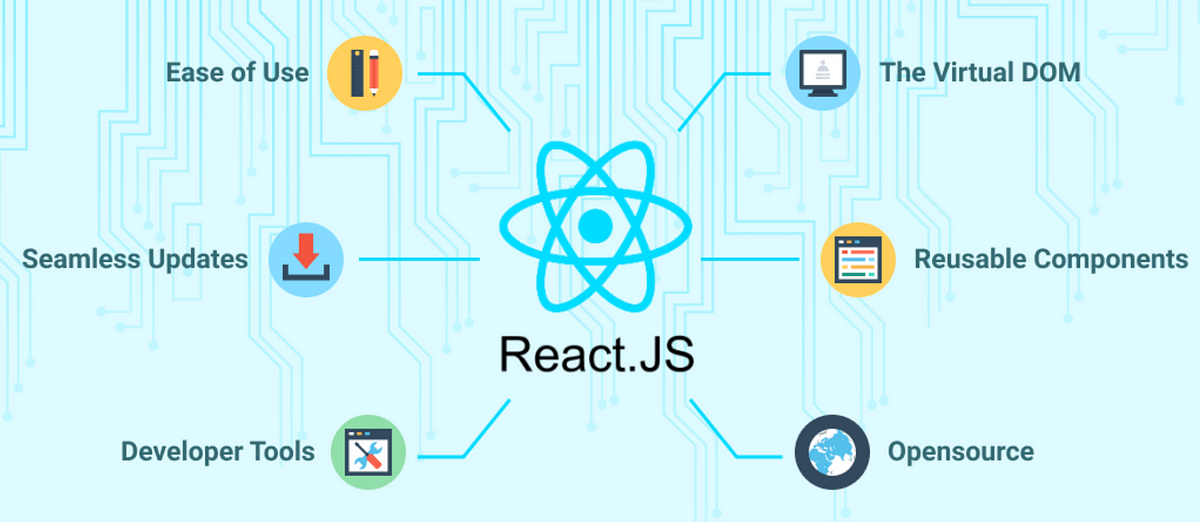 Ease of Use
The Virtual DOM
Seamless Updates
Reusable Components
React.JS
Developer Tools
Opensource